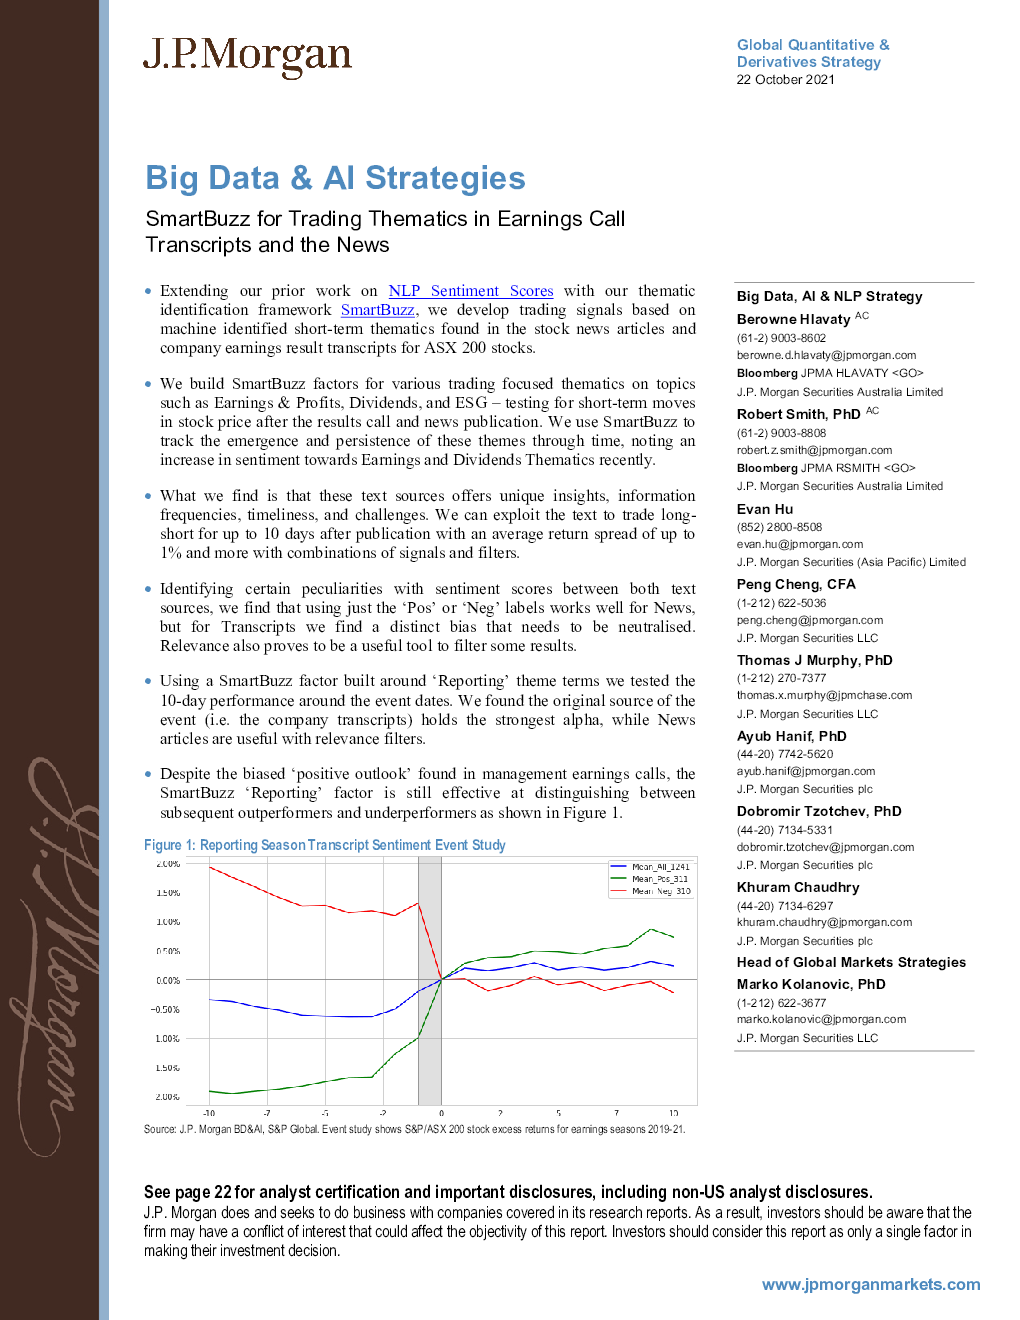 J.P.Morgan
Global Quantitative &
Derivatives Strategy
22 October 2021
Big Data & AI Strategies
SmartBuzz for Trading Thematics in Earnings Call
Transcripts and the News
• Extending our prior work on NLP Sentiment Scores with our thematic
identification framework SmartBuzz, we develop trading signals based on
machine identified short-term thematics found in the stock news articles and
company earnings result transcripts for ASX 200 stocks.
• We build SmartBuzz factors for various trading focused thematics on topics
such as Earnings & Profits, Dividends, and ESG – testing for short-term moves
in stock price after the results call and news publication. We use SmartBuzz to
track the emergence and persistence of these themes through time, noting an
increase in sentiment towards Earnings and Dividends Thematics recently.
• What we find is that these text sources offers unique insights, information
frequencies, timeliness, and challenges. We can exploit the text to trade long-
short for up to 10 days after publication with an average return spread of up to
1% and more with combinations of signals and filters.
• Identifying certain peculiarities with sentiment scores between both text
sources, we find that using just the ‘Pos’ or ‘Neg’ labels works well for News,
but for Transcripts we find a distinct bias that needs to be neutralised.
Relevance also proves to be a useful tool to filter some results.
• Using a SmartBuzz factor built around ‘Reporting’ theme terms we tested the
10-day performance around the event dates. We found the original source of the
event (i.e. the company transcripts) holds the strongest alpha, while News
articles are useful with relevance filters.
• Despite the biased ‘positive outlook’ found in management earnings calls, the
SmartBuzz ‘Reporting’ factor is still effective at distinguishing between
subsequent outperformers and underperformers as shown in Figure 1.
Figure 1: Reporting Season Transcript Sentiment Event Study
2.00%
1.50%
1.00%
0.50%
0.00%
−0.50%
1.00%
1.50%
2.00%
Mean_All_1241
Mean_Pos_311
Mean_Neg_310
-10 -7 -5 -2 0 2 5 7 10
Source: J.P. Morgan BD&AI, S&P Global. Event study shows S&P/ASX 200 stock excess returns for earnings seasons 2019-21.
Big Data, AI & NLP Strategy
Berowne Hlavaty AC
(61-2) 9003-8602
berowne.d.hlavaty@jpmorgan.com
Bloomberg JPMA HLAVATY <GO>
J.P. Morgan Securities Australia Limited
Robert Smith, PhD AC
(61-2) 9003-8808
robert.z.smith@jpmorgan.com
Bloomberg JPMA RSMITH <GO>
J.P. Morgan Securities Australia Limited
Evan Hu
(852) 2800-8508
evan.hu@jpmorgan.com
J.P. Morgan Securities (Asia Pacific) Limited
Peng Cheng, CFA
(1-212) 622-5036
peng.cheng@jpmorgan.com
J.P. Morgan Securities LLC
Thomas J Murphy, PhD
(1-212) 270-7377
thomas.x.murphy@jpmchase.com
J.P. Morgan Securities LLC
Ayub Hanif, PhD
(44-20) 7742-5620
ayub.hanif@jpmorgan.com
J.P. Morgan Securities plc
Dobromir Tzotchev, PhD
(44-20) 7134-5331
dobromir.tzotchev@jpmorgan.com
J.P. Morgan Securities plc
Khuram Chaudhry
(44-20) 7134-6297
khuram.chaudhry@jpmorgan.com
J.P. Morgan Securities plc
Head of Global Markets Strategies
Marko Kolanovic, PhD
(1-212) 622-3677
marko.kolanovic@jpmorgan.com
J.P. Morgan Securities LLC
J.P.Morgan
See page 22 for analyst certification and important disclosures, including non-US analyst disclosures.
J.P. Morgan does and seeks to do business with companies covered in its research reports. As a result, investors should be aware that the
firm may have a conflict of interest that could affect the objectivity of this report. Investors should consider this report as only a single factor in
making their investment decision.
www.jpmorganmarkets.com